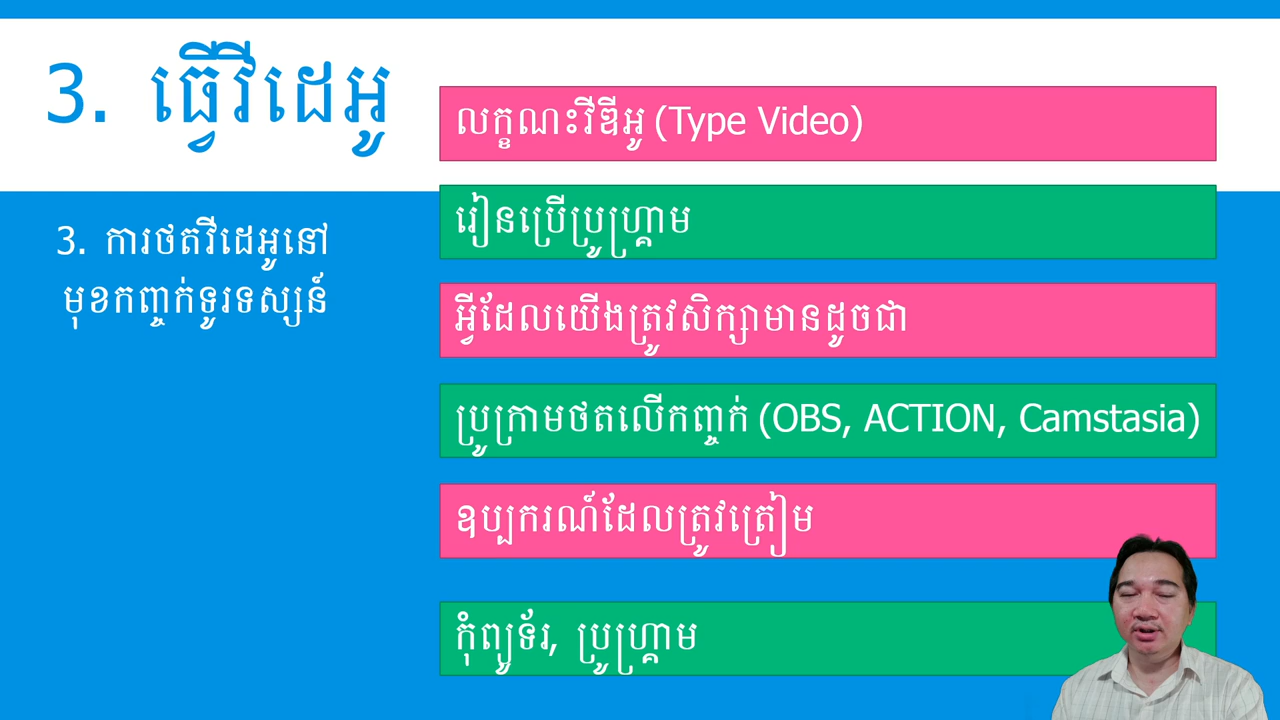 3. ធ្វើវីដេអូ
3. ការថតវីដេអូនៅ
មុខកញ្ចក់ទូរទស្សន៍
លក្ខណះវីឌីអូ (Type Video)
រៀនប្រើប្រូហ្គ្រាម
អ្វីដែលយើងត្រូវសិក្សាមានដូចជា
ប្រូក្រាមថតលើកញ្ចក់ (OBS, ACTION, Camstasia)
ឧប្បករណ៍ដែលត្រូវត្រៀម
កុំព្យូទ័រ, ប្រូហ្គ្រាម